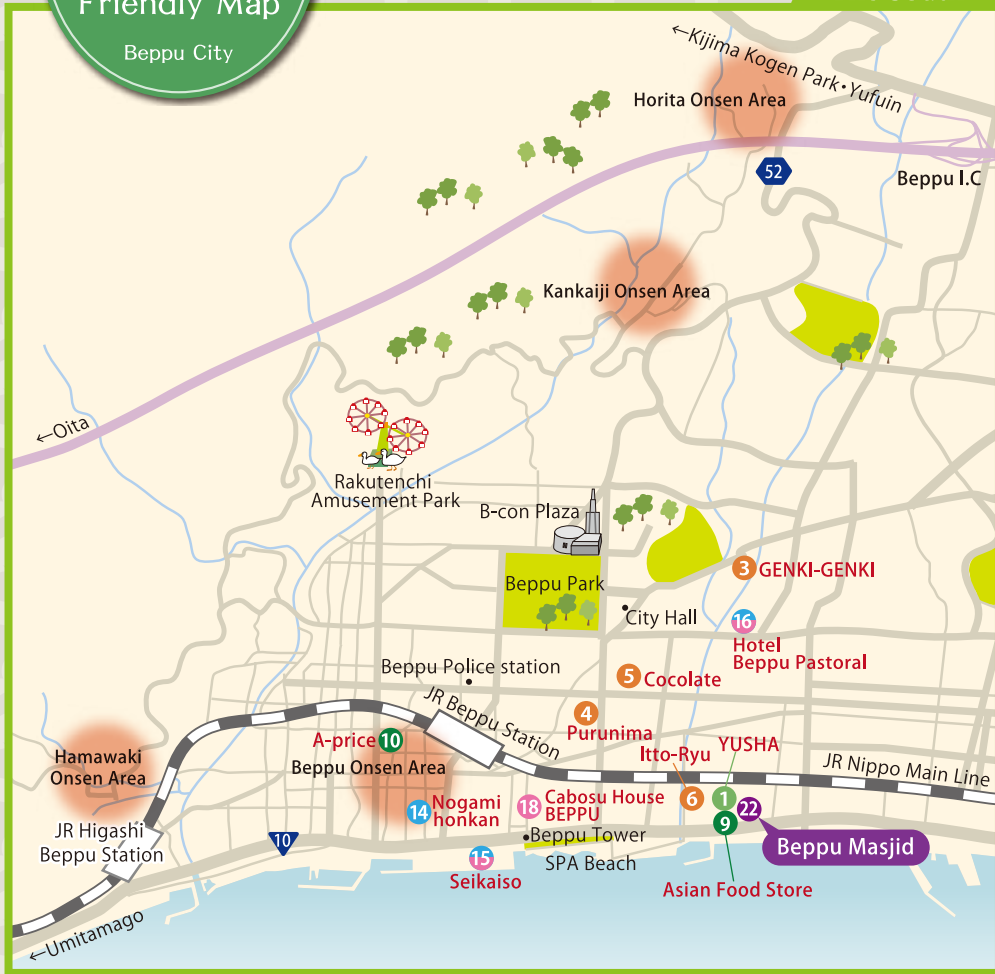 Friendly Map
Beppu City
←Kijima Kogen Park・Yufuin
Horita Onsen Area
52
Beppu I.C
Kankaiji Onsen Area
←Oita
Rakutenchi
Amusement Park
B-con Plaza
Beppu Park
3 GENKI-GENKI
City Hall
16
Hotel
Beppu Pastoral
Beppu Police station
5 Cocolate
JR Beppu Station
4
Purunima
A-price 10
Itto-Ryu
YUSHA
JR Nippo Main Line
Hamawaki
Onsen Area
Beppu Onsen Area
6
1
22
9
14 Nogami
honkan
18 Cabosu House
BEPPU
Beppu Masjid
JR Higashi
Beppu Station
10
Beppu Tower
15
Seikaiso
SPA Beach
Asian Food Store
←Umitamago